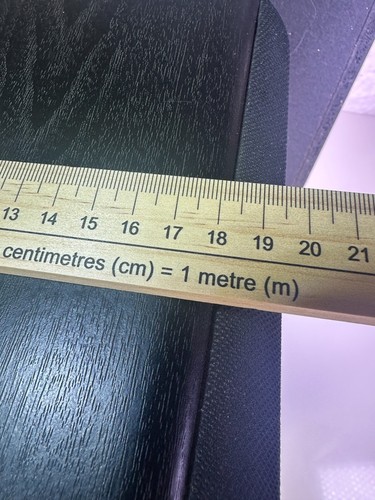 13 14 15 16 17 18 19 20 21
centimetres (cm) = 1 metre (m)